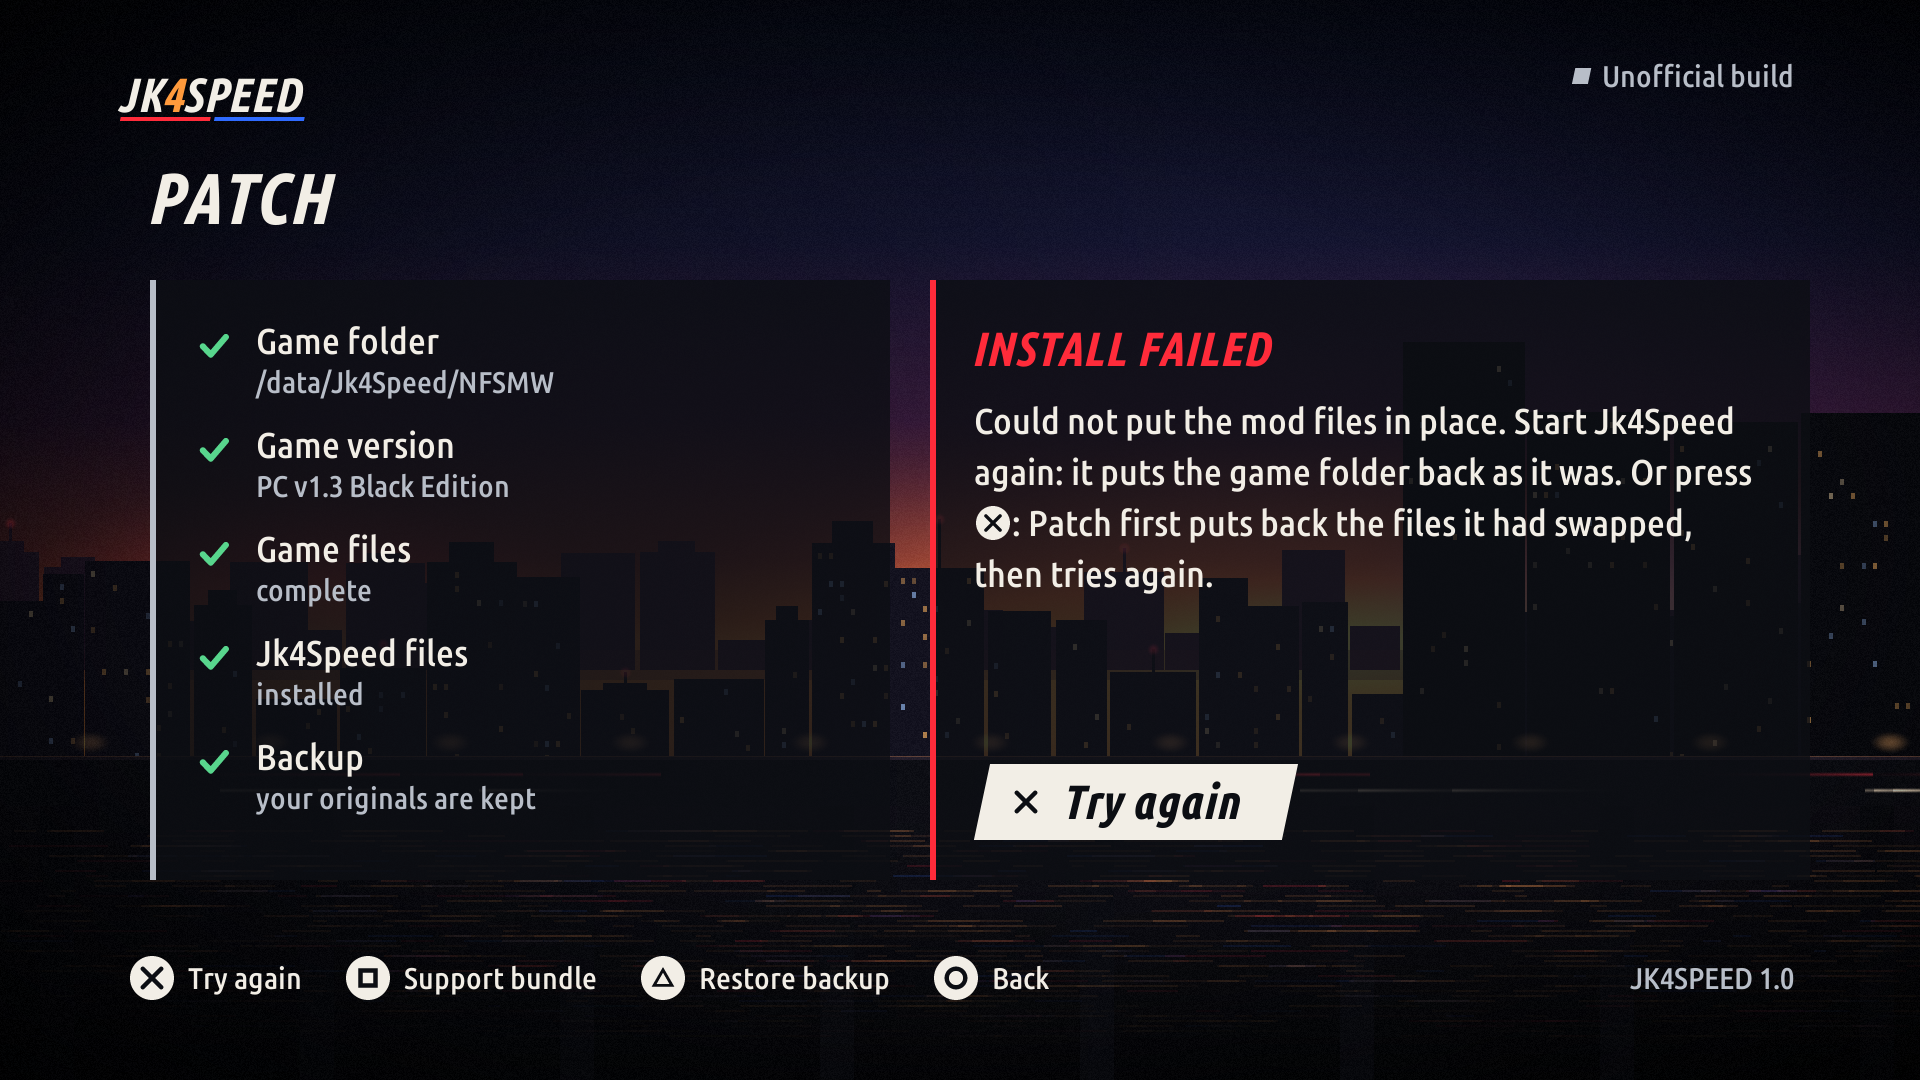 JK4SPEED
Unofficial build
PATCH
Game folder
/data/Jk4Speed/NFSMW
Game version
PC v1.3 Black Edition
Game files
complete
Jk4Speed files
installed
Backup
your originals are kept
INSTALL FAILED
Could not put the mod files in place. Start Jk4Speed
again: it puts the game folder back as it was. Or press
: Patch first puts back the files it had swapped,
then tries again.
Try again
Try again
Support bundle
Restore backup
Back
JK4SPEED 1.0